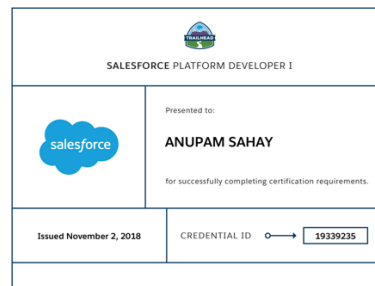 TRAILHEAD
SALESFORCE PLATFORM DEVELOPER I
salesforce
Presented to:
ANUPAM SAHAY
for successfully completing certification requirements.
Issued November 2, 2018
CREDENTIAL ID
19339235